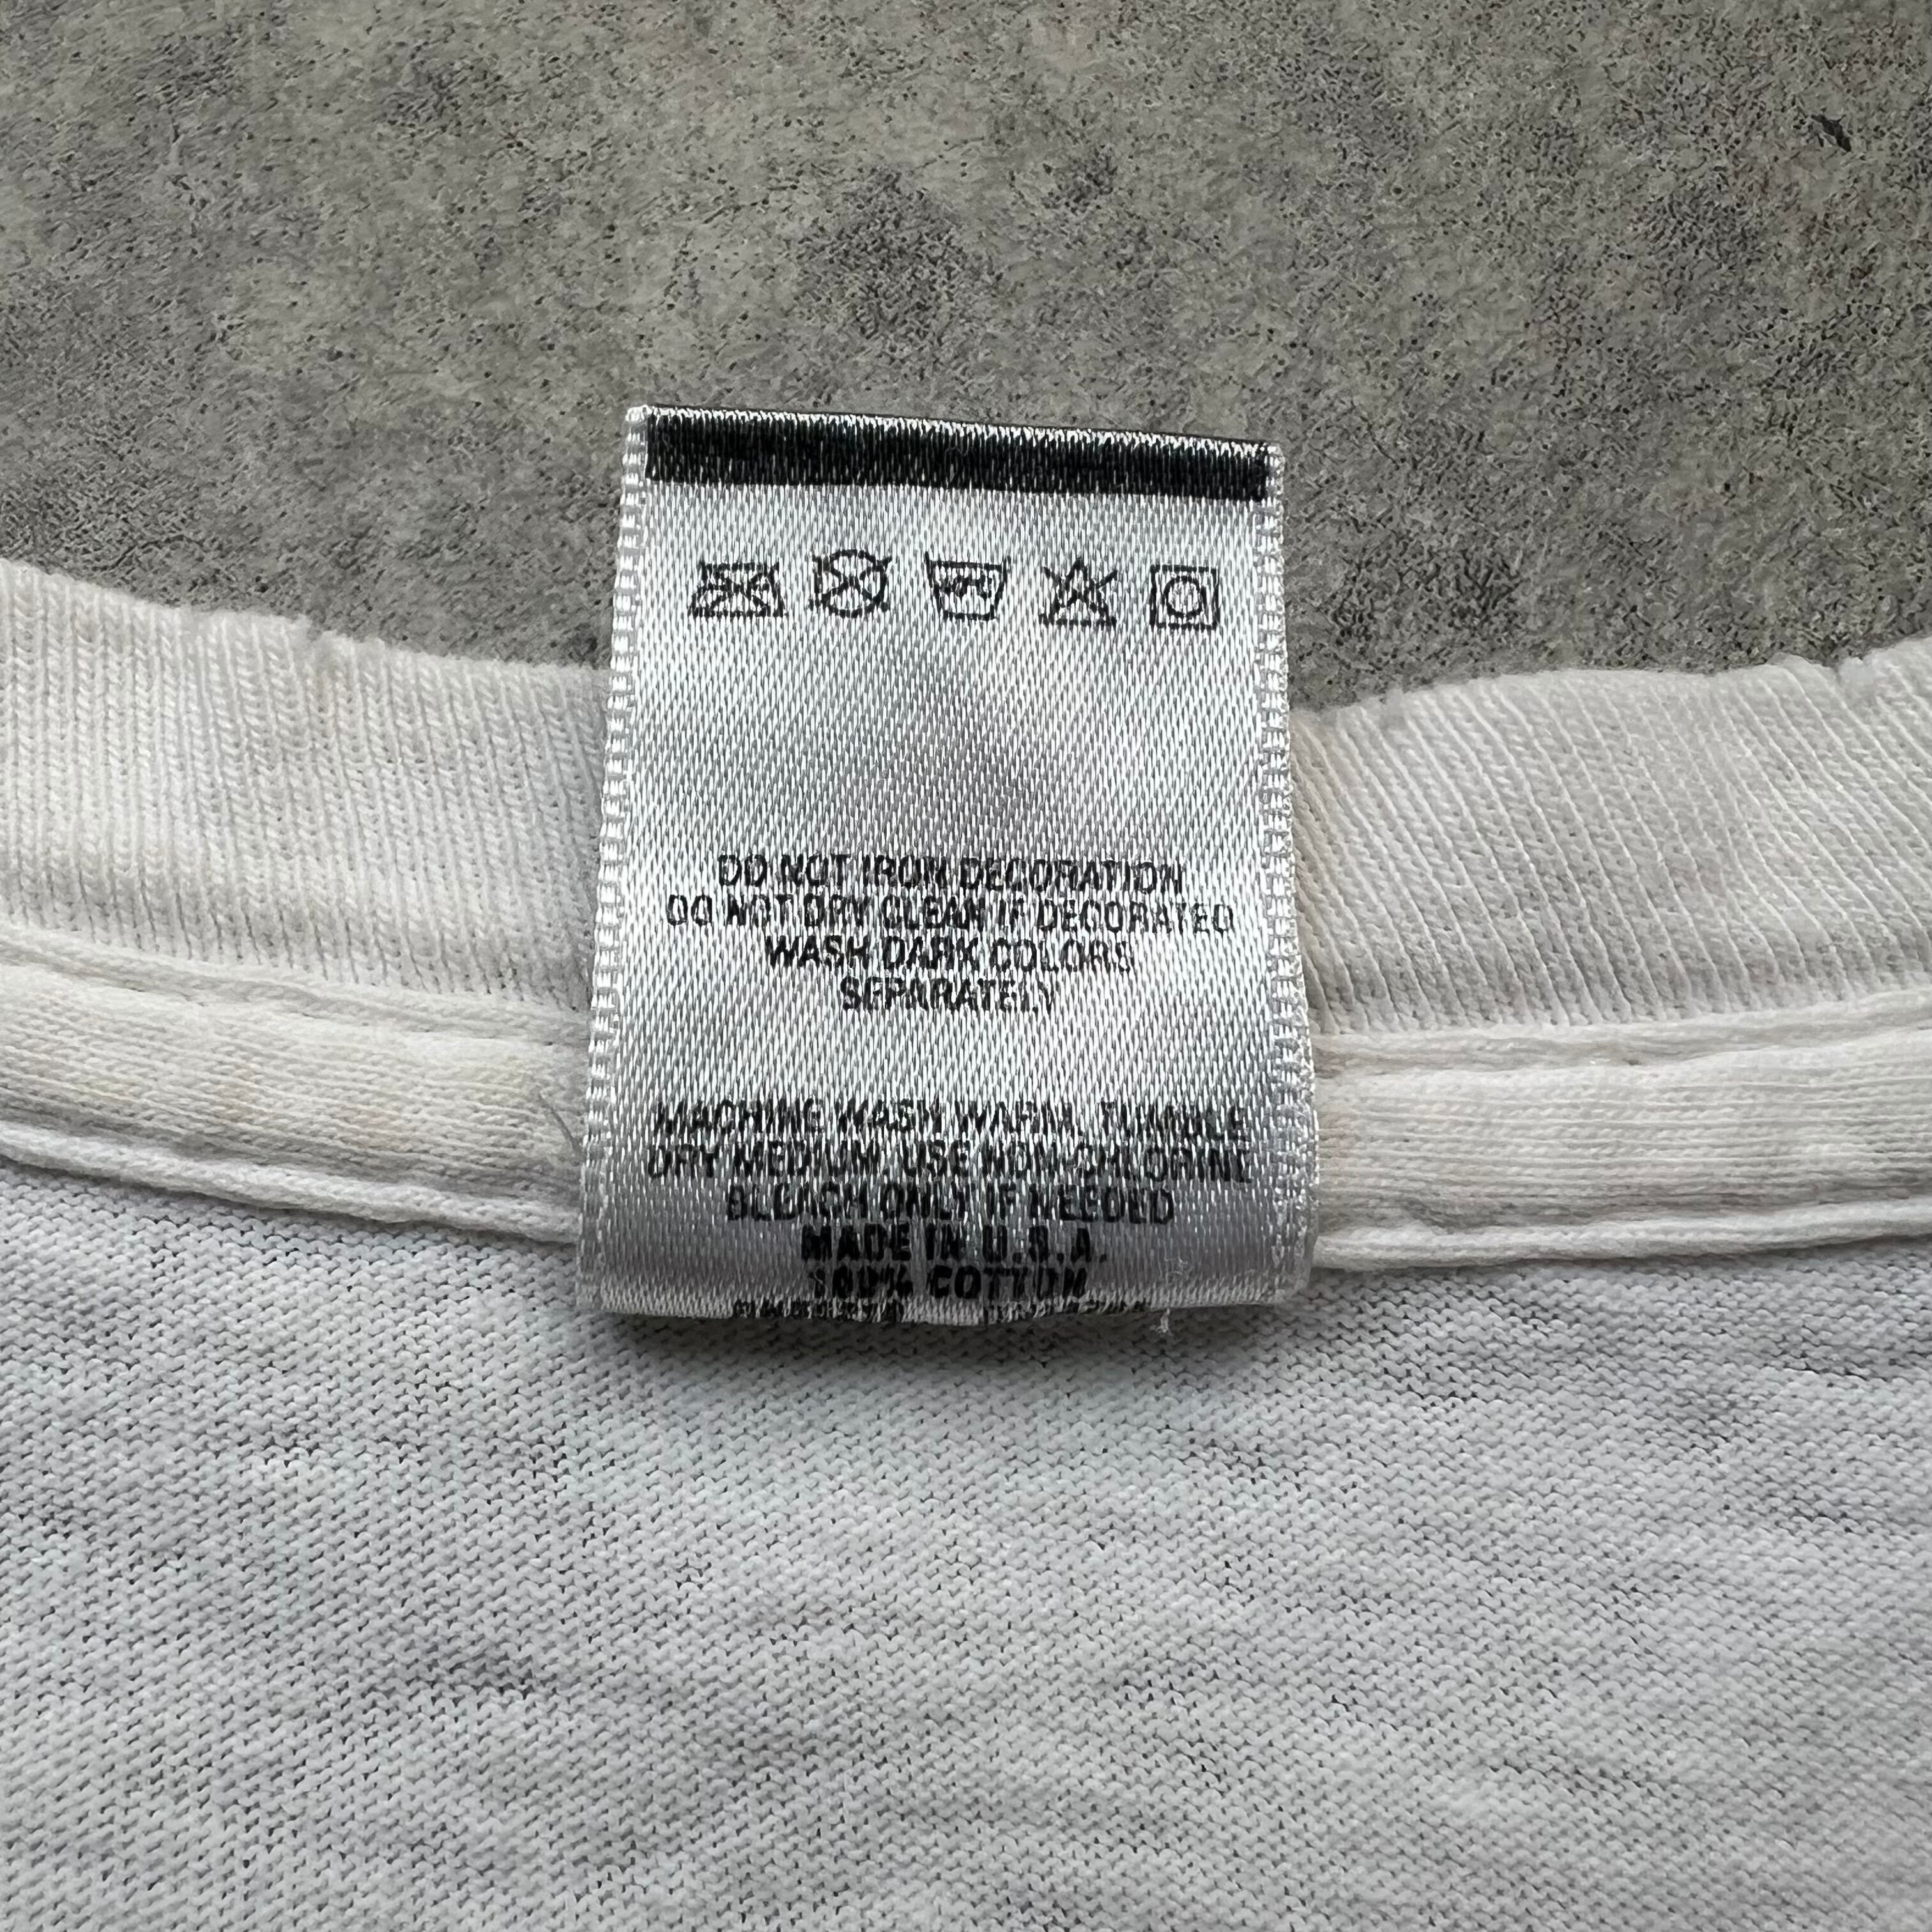 DO NOT IRON DECORATION
DO NOT DRY CLEAN IF DECORATED
WASH DARK COLORS
SEPARATELY
MACHINE WASH WARM, TUMBLE
DRY MEDIUM, USE NON-CHLORINE
BLEACH ONLY IF NEEDED
MADE IN U.S.A.
100% COTTON